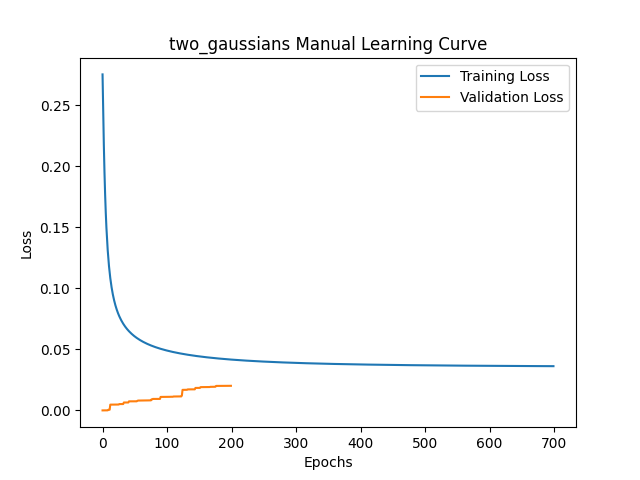 two_gaussians Manual Learning Curve
Training Loss
Validation Loss
Loss
0.25
0.20
0.15
0.10
0.05
0.00
0 100 200 300 400 500 600 700
Epochs